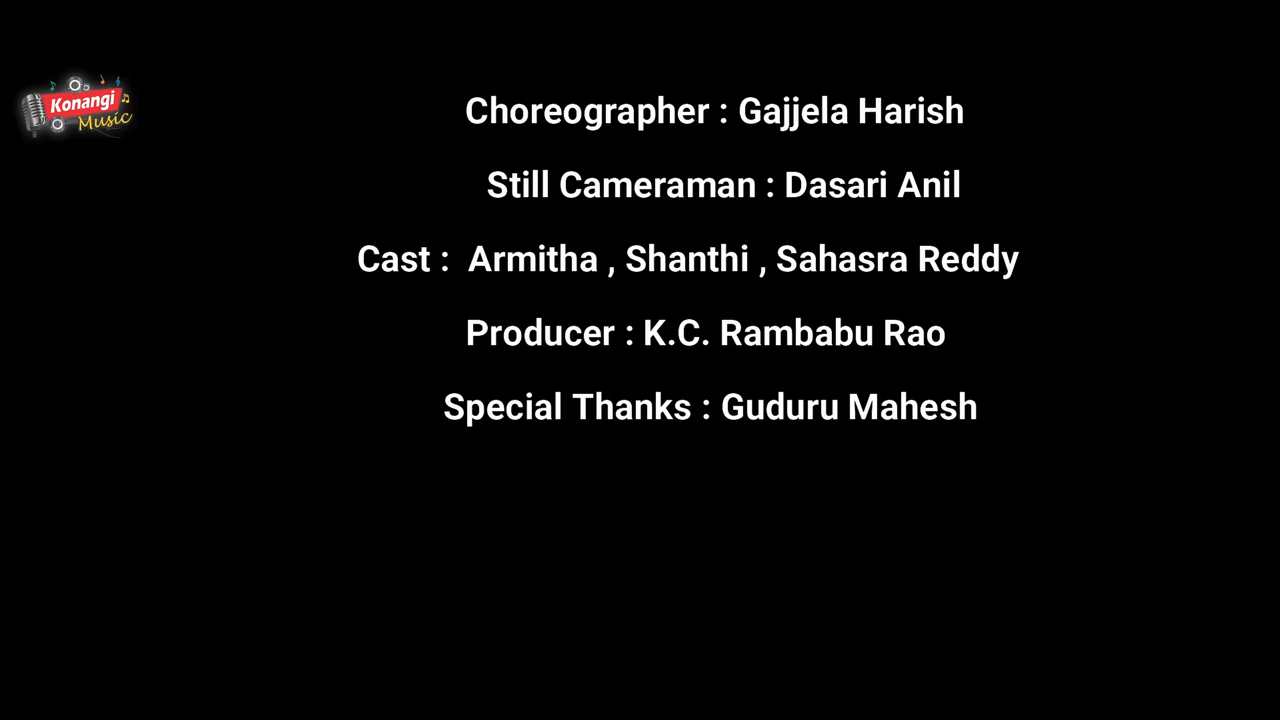 Konangi
Music
Choreographer : Gajjela Harish
Still Cameraman : Dasari Anil
Cast :  Armitha , Shanthi , Sahasra Reddy
Producer : K.C. Rambabu Rao
Special Thanks : Guduru Mahesh